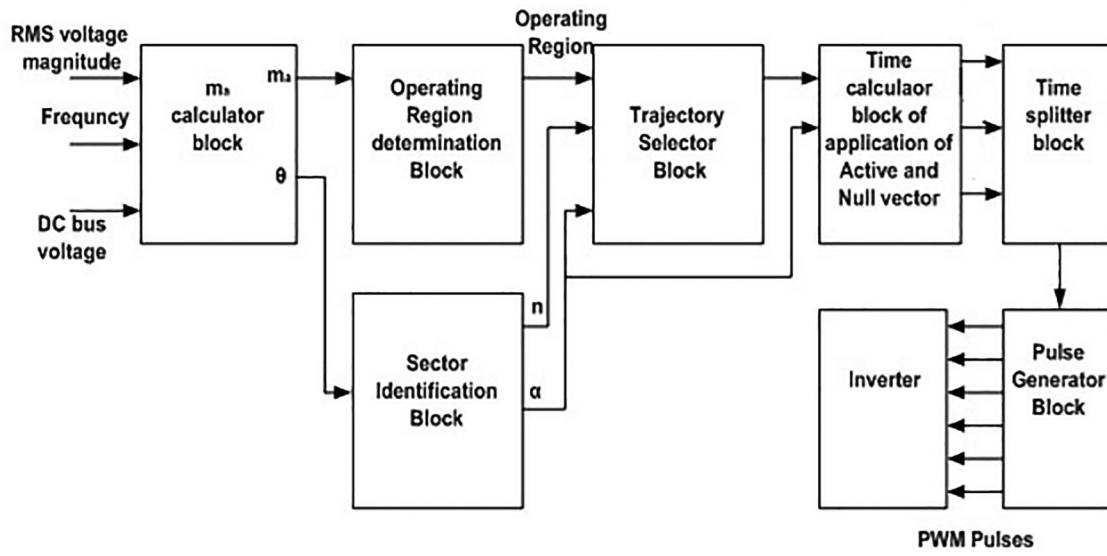 RMS voltage
magnitude
Frequncy
DC bus
voltage
mₐ
calculator
block
mₐ
θ
Operating
Region
determination
Block
Operating
Region
Sector
Identification
Block
n
α
Trajectory
Selector
Block
Time
calculaor
block of
application of
Active and
Null vector
Time
splitter
block
Inverter
Pulse
Generator
Block
PWM Pulses